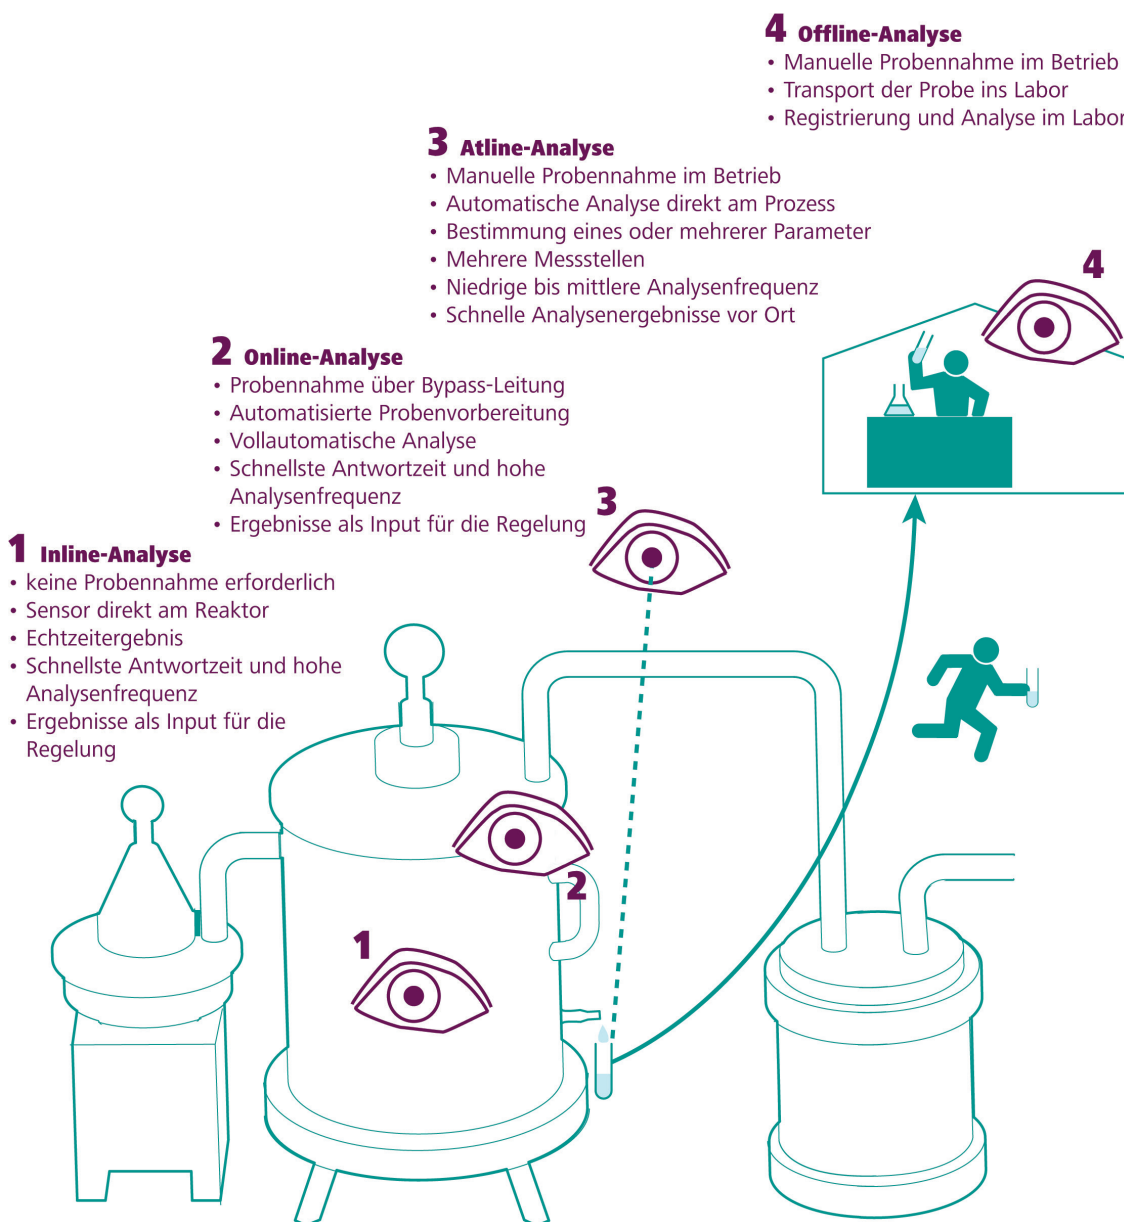 4 Offline-Analyse
• Manuelle Probennahme im Betrieb
• Transport der Probe ins Labor
• Registrierung und Analyse im Labor
3 Atline-Analyse
• Manuelle Probennahme im Betrieb
• Automatische Analyse direkt am Prozess
• Bestimmung eines oder mehrerer Parameter
• Mehrere Messstellen
• Niedrige bis mittlere Analysenfrequenz
• Schnelle Analysenergebnisse vor Ort
2 Online-Analyse
• Probennahme über Bypass-Leitung
• Automatisierte Probenvorbereitung
• Vollautomatische Analyse
• Schnellste Antwortzeit und hohe
Analysenfrequenz
• Ergebnisse als Input für die Regelung
1 Inline-Analyse
• keine Probennahme erforderlich
• Sensor direkt am Reaktor
• Echtzeitergebnis
• Schnellste Antwortzeit und hohe
Analysenfrequenz
• Ergebnisse als Input für die
Regelung
4
3
2
1